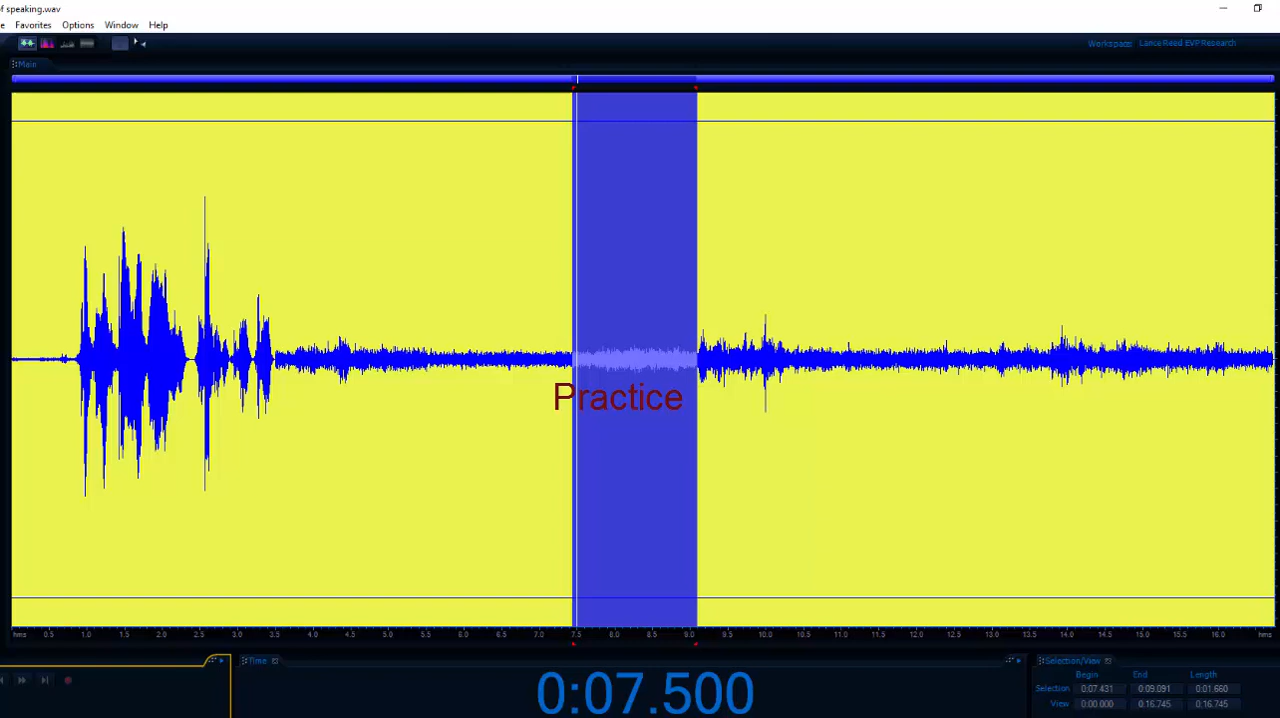 of speaking.wav
e Favorites Options Window Help
Workspace: Lance Reed EVP Research
Main
Practice
hms 0.5 1.0 1.5 2.0 2.5 3.0 3.5 4.0 4.5 5.0 5.5 6.0 6.5 7.0 7.5 8.0 8.5 9.0 9.5 10.0 10.5 11.0 11.5 12.0 12.5 13.0 13.5 14.0 14.5 15.0 15.5 16.0 hms
Time
0:07.500
Selection/View
Begin End Length
Selection 0:07.431 0:09.091 0:01.660
View 0:00.000 0:16.745 0:16.745